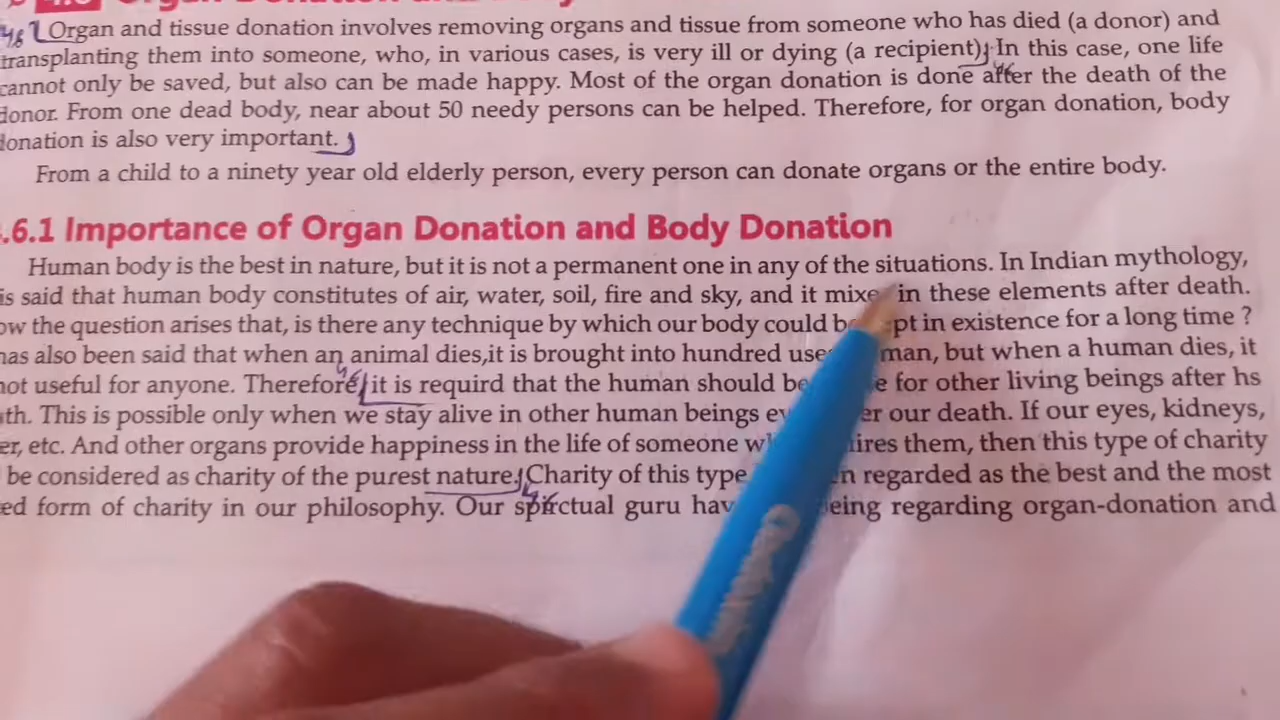 Organ and tissue donation involves removing organs and tissue from someone who has died (a donor) and
transplanting them into someone, who, in various cases, is very ill or dying (a recipient). In this case, one life
cannot only be saved, but also can be made happy. Most of the organ donation is done after the death of the
donor. From one dead body, near about 50 needy persons can be helped. Therefore, for organ donation, body
donation is also very important.
From a child to a ninety year old elderly person, every person can donate organs or the entire body.
.6.1 Importance of Organ Donation and Body Donation
Human body is the best in nature, but it is not a permanent one in any of the situations. In Indian mythology,
is said that human body constitutes of air, water, soil, fire and sky, and it mixe in these elements after death.
ow the question arises that, is there any technique by which our body could b pt in existence for a long time ?
has also been said that when an animal dies,it is brought into hundred use man, but when a human dies, it
not useful for anyone. Therefore, it is requird that the human should be e for other living beings after hs
th. This is possible only when we stay alive in other human beings ev er our death. If our eyes, kidneys,
er, etc. And other organs provide happiness in the life of someone w ires them, then this type of charity
be considered as charity of the purest nature. Charity of this type n regarded as the best and the most
ed form of charity in our philosophy. Our guru hav eing regarding organ-donation and